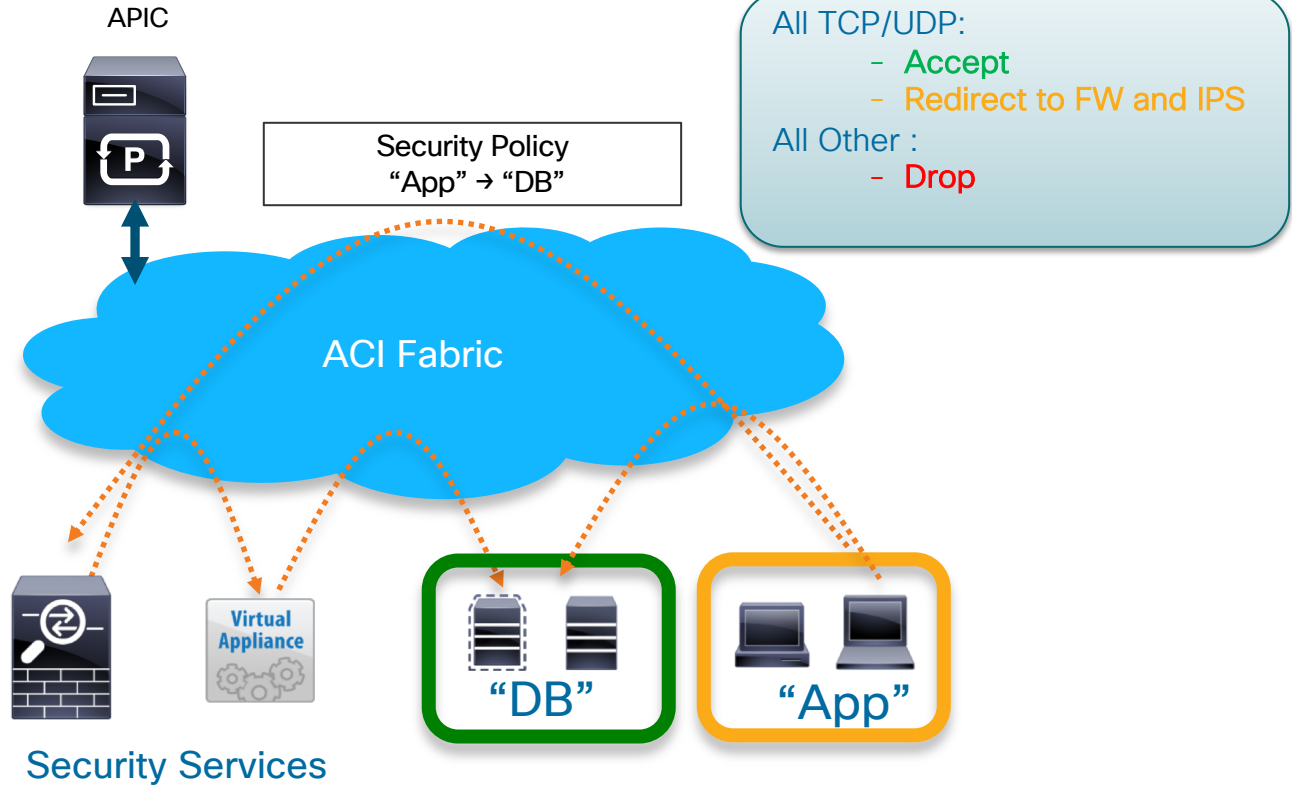 APIC
All TCP/UDP:
- Accept
- Redirect to FW and IPS
All Other :
- Drop
Security Policy
“App” → “DB”
P
ACI Fabric
Virtual
Appliance
“DB”
“App”
Security Services